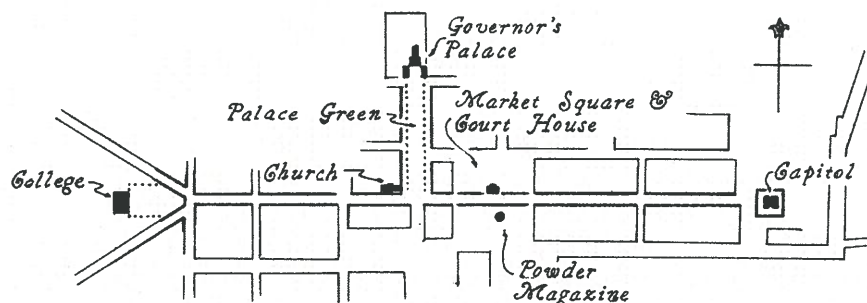 Governor's
Palace
Palace Green
Market Square &
Court House
College
Church
Capitol
Powder
Magazine